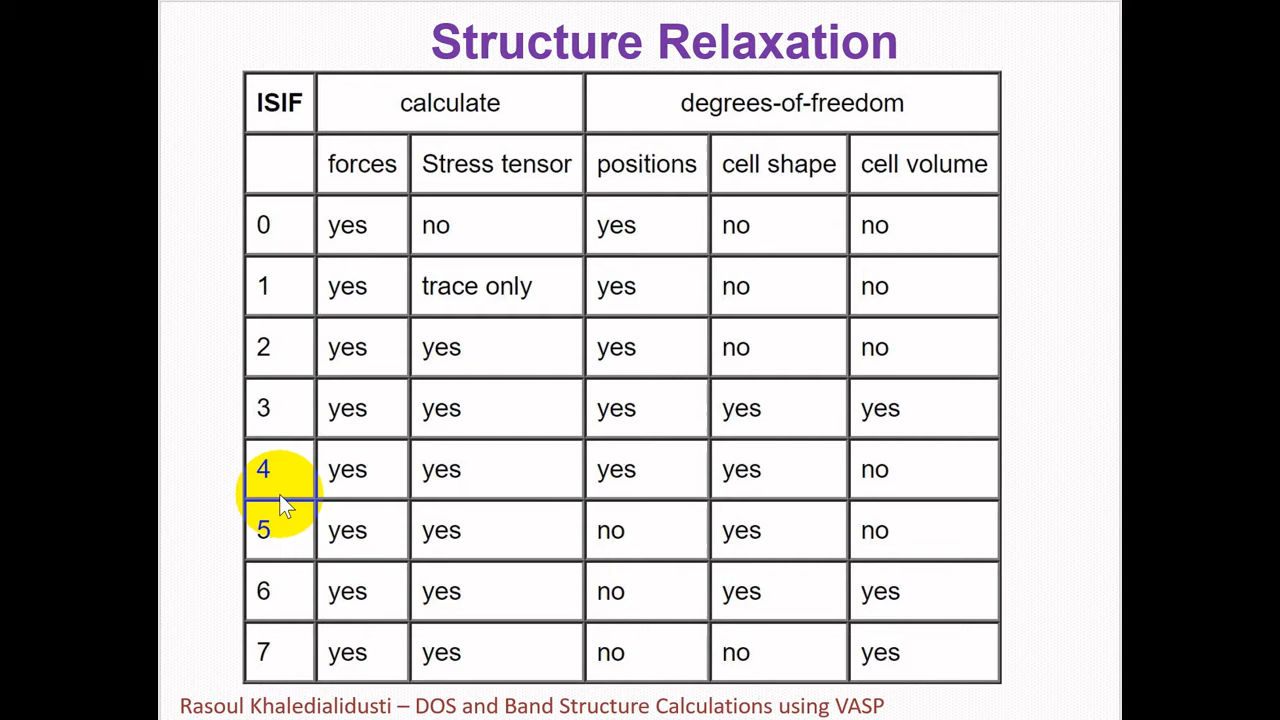 Structure Relaxation
ISIF calculate degrees-of-freedom
forces Stress tensor positions cell shape cell volume
0 yes no yes no no
1 yes trace only yes no no
2 yes yes yes no no
3 yes yes yes yes yes
4 yes yes yes yes no
5 yes yes no yes no
6 yes yes no yes yes
7 yes yes no no yes
Rasoul Khaledialidusti – DOS and Band Structure Calculations using VASP